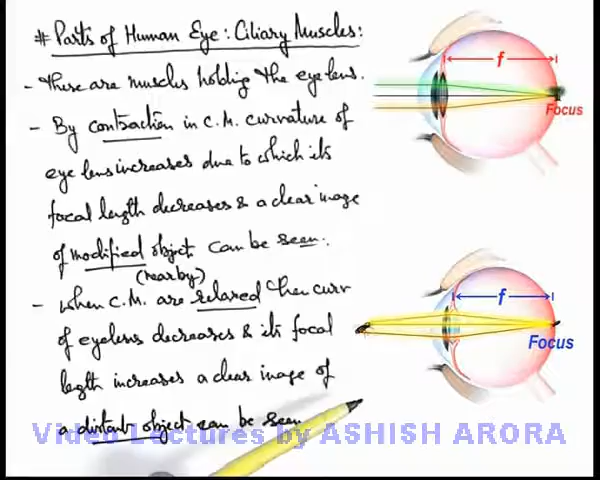 # Parts of Human Eye: Ciliary Muscles:
- These are muscles holding the eye lens.
- By contraction in C.M. curvature of
eye lens increases due to which its
focal length decreases & a clear image
of modified object can be seen.
(nearby)
- When C.M. are relaxed then curv
of eyelens decreases & its focal
length increases a clear image of
a distant object can be seen
f
Focus
f
Focus
Video Lectures by ASHISH ARORA